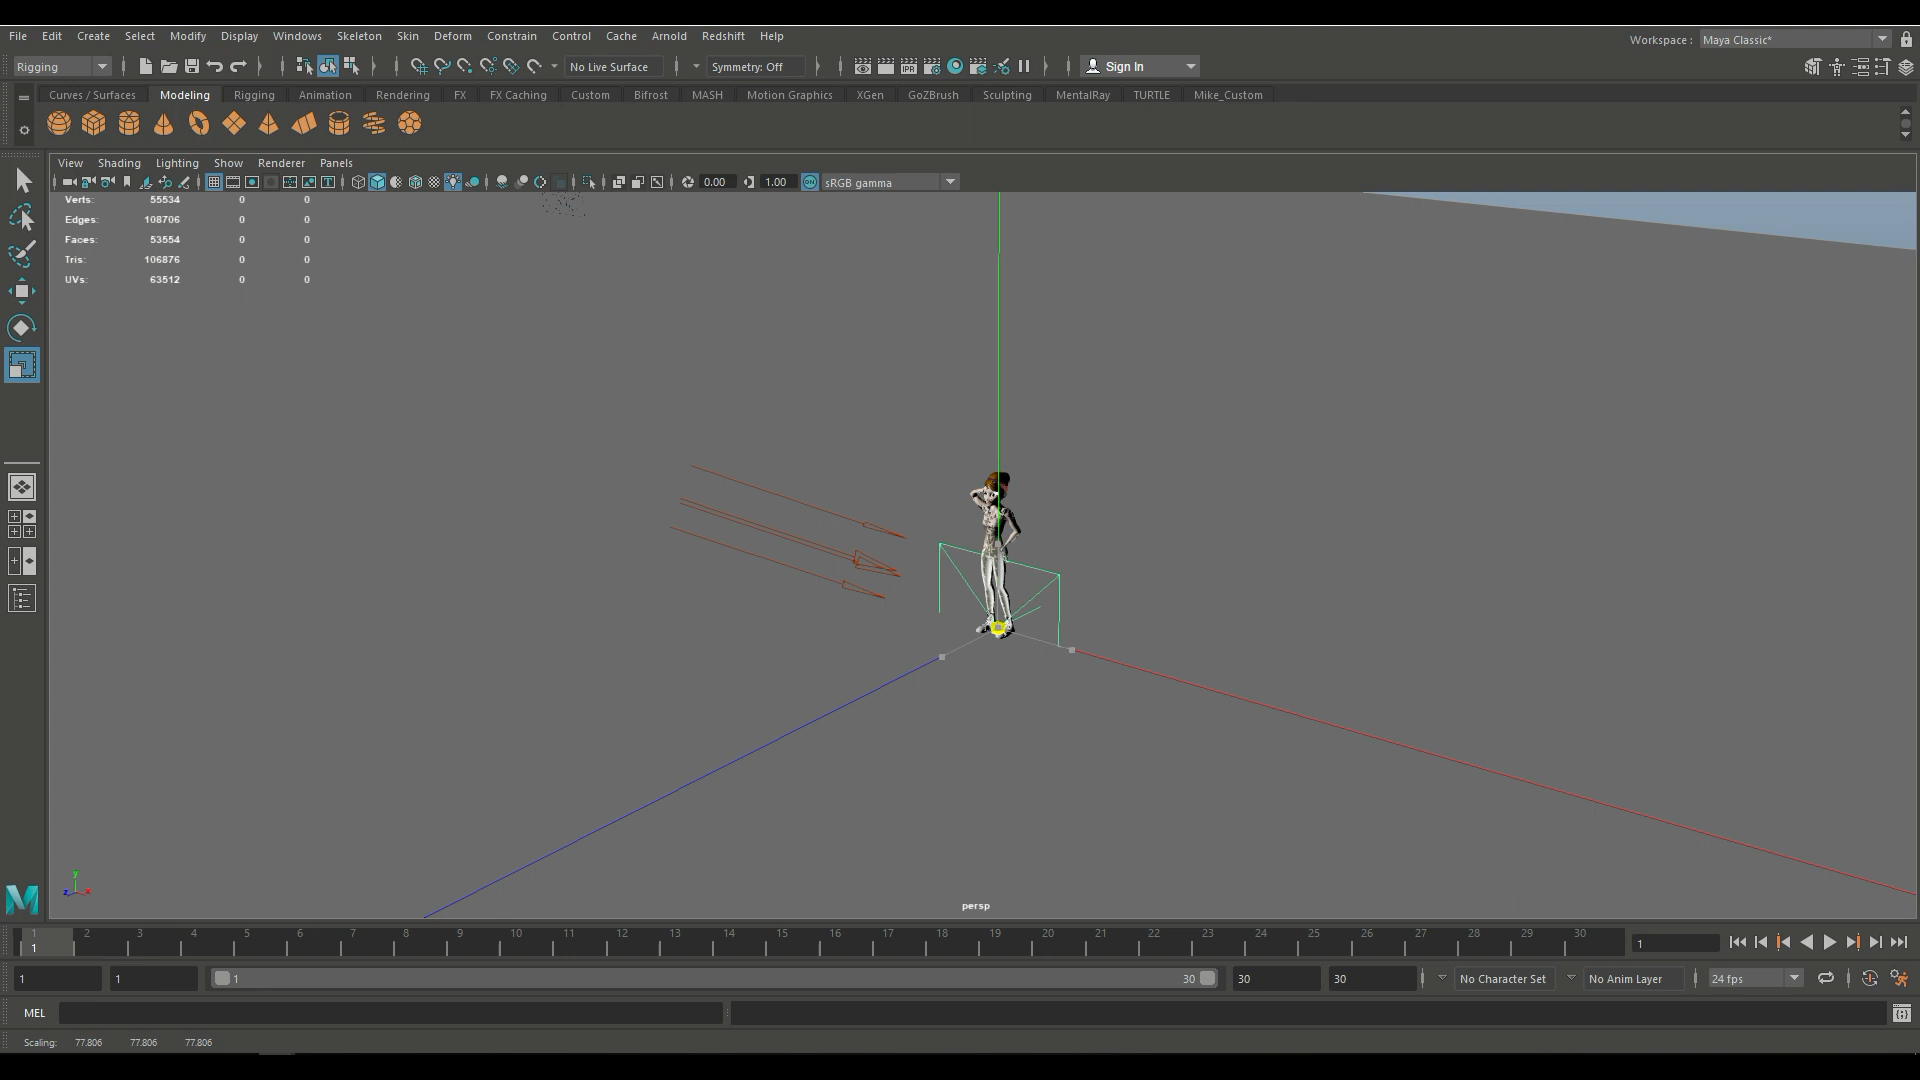 File Edit Create Select Modify Display Windows Skeleton Skin Deform Constrain Control Cache Arnold Redshift Help
Workspace : Maya Classic*
Rigging No Live Surface Symmetry: Off IPR Sign In
Curves / Surfaces Modeling Rigging Animation Rendering FX FX Caching Custom Bifrost MASH Motion Graphics XGen GoZBrush Sculpting MentalRay TURTLE Mike_Custom
View Shading Lighting Show Renderer Panels
0.00 1.00 ON sRGB gamma
Verts: 55534 0 0
Edges: 108706 0 0
Faces: 53554 0 0
Tris: 106876 0 0
UVs: 63512 0 0
y
z x
persp
1 2 3 4 5 6 7 8 9 10 11 12 13 14 15 16 17 18 19 20 21 22 23 24 25 26 27 28 29 30
1 1
1 1 1 30 30 30 No Character Set No Anim Layer 24 fps
MEL
Scaling: 77.806 77.806 77.806